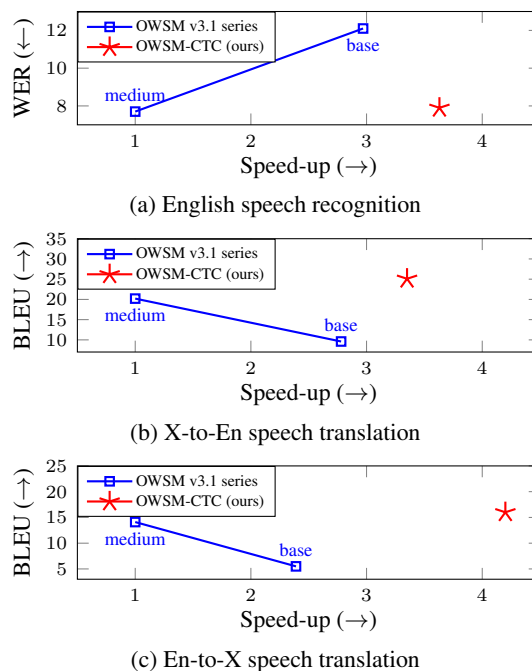 12
10
8
WER (←)
OWSM v3.1 series
OWSM-CTC (ours)
medium
base
1 2 3 4
Speed-up (→)
(a) English speech recognition
35
30
25
20
15
10
BLEU (→)
OWSM v3.1 series
OWSM-CTC (ours)
medium
base
1 2 3 4
Speed-up (→)
(b) X-to-En speech translation
25
20
15
10
5
BLEU (→)
OWSM v3.1 series
OWSM-CTC (ours)
medium
base
1 2 3 4
Speed-up (→)
(c) En-to-X speech translation